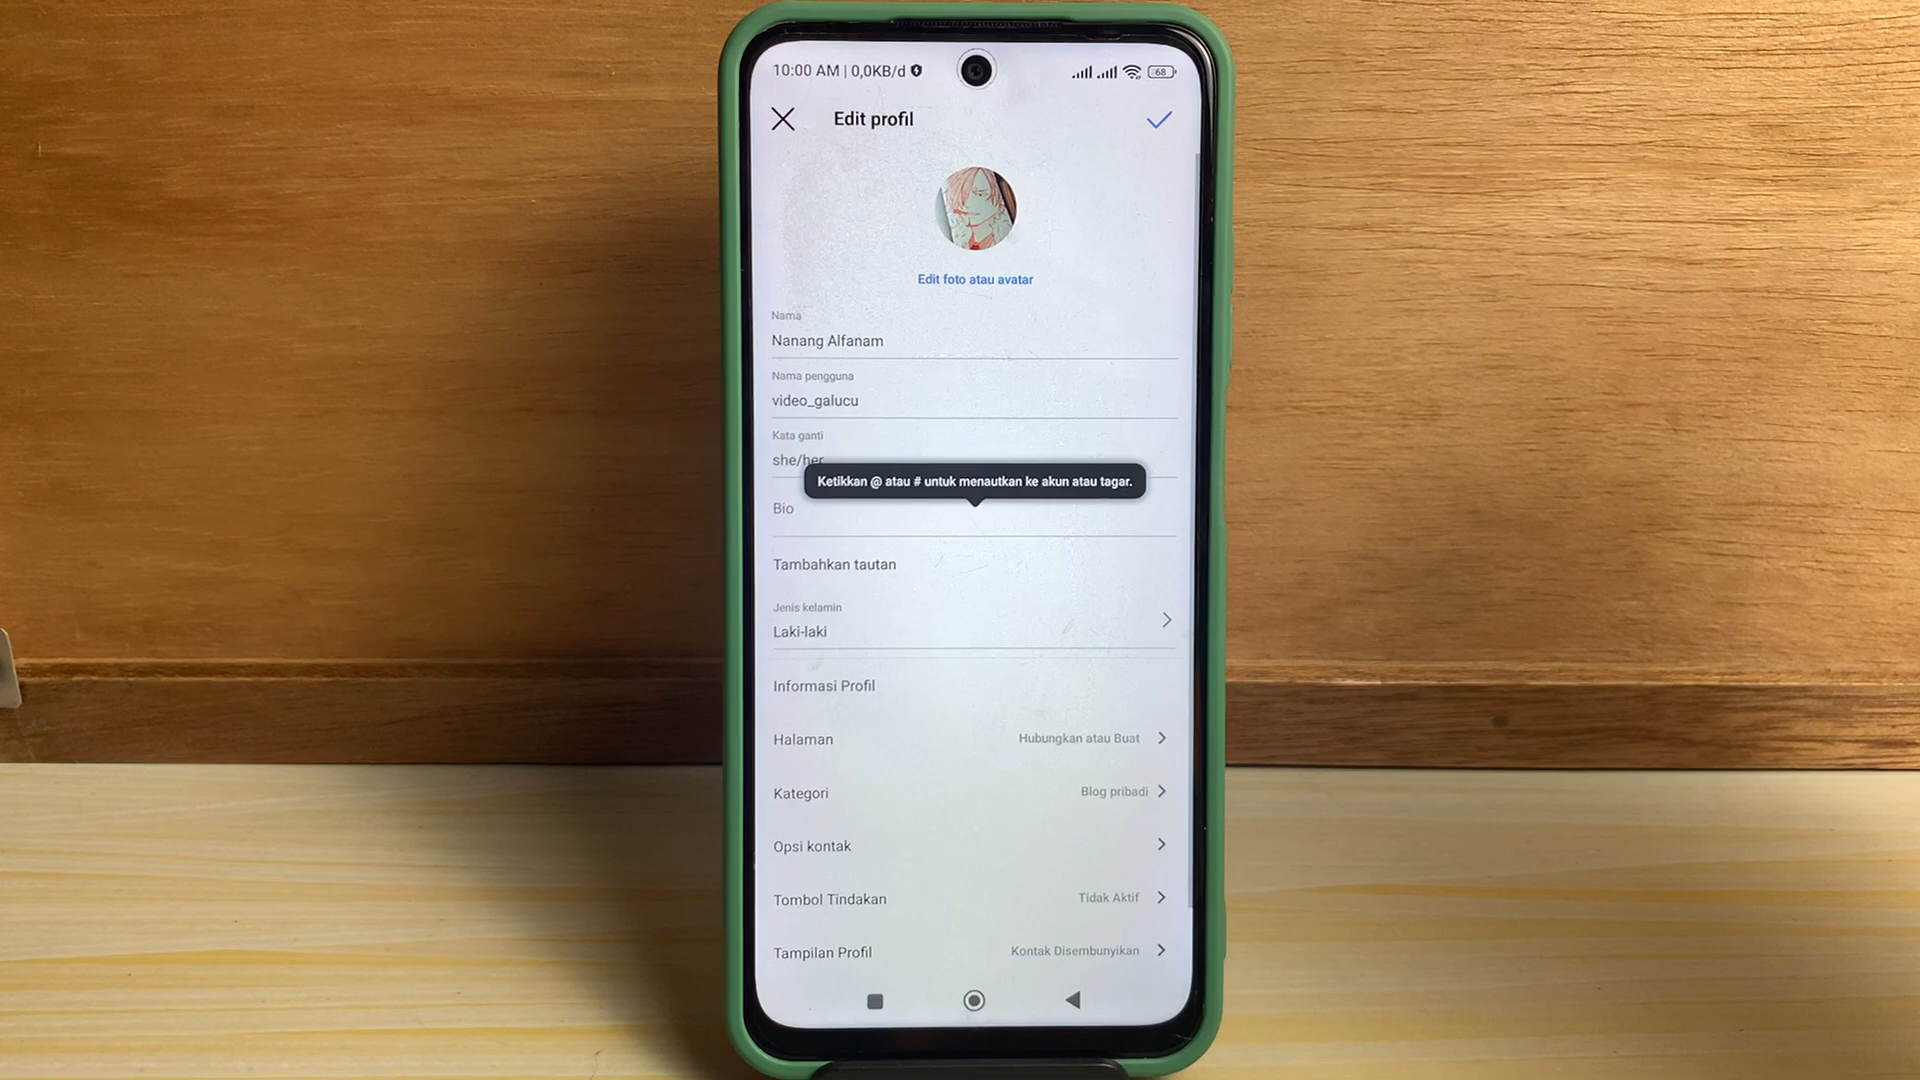 10:00 AM | 0,0KB/d
68
Edit profil
Edit foto atau avatar
Nama
Nanang Alfanam
Nama pengguna
video_galucu
Kata ganti
she/her
Ketikkan @ atau # untuk menautkan ke akun atau tagar.
Bio
Tambahkan tautan
Jenis kelamin
Laki-laki
Informasi Profil
Halaman Hubungkan atau Buat
Kategori Blog pribadi
Opsi kontak
Tombol Tindakan Tidak Aktif
Tampilan Profil Kontak Disembunyikan